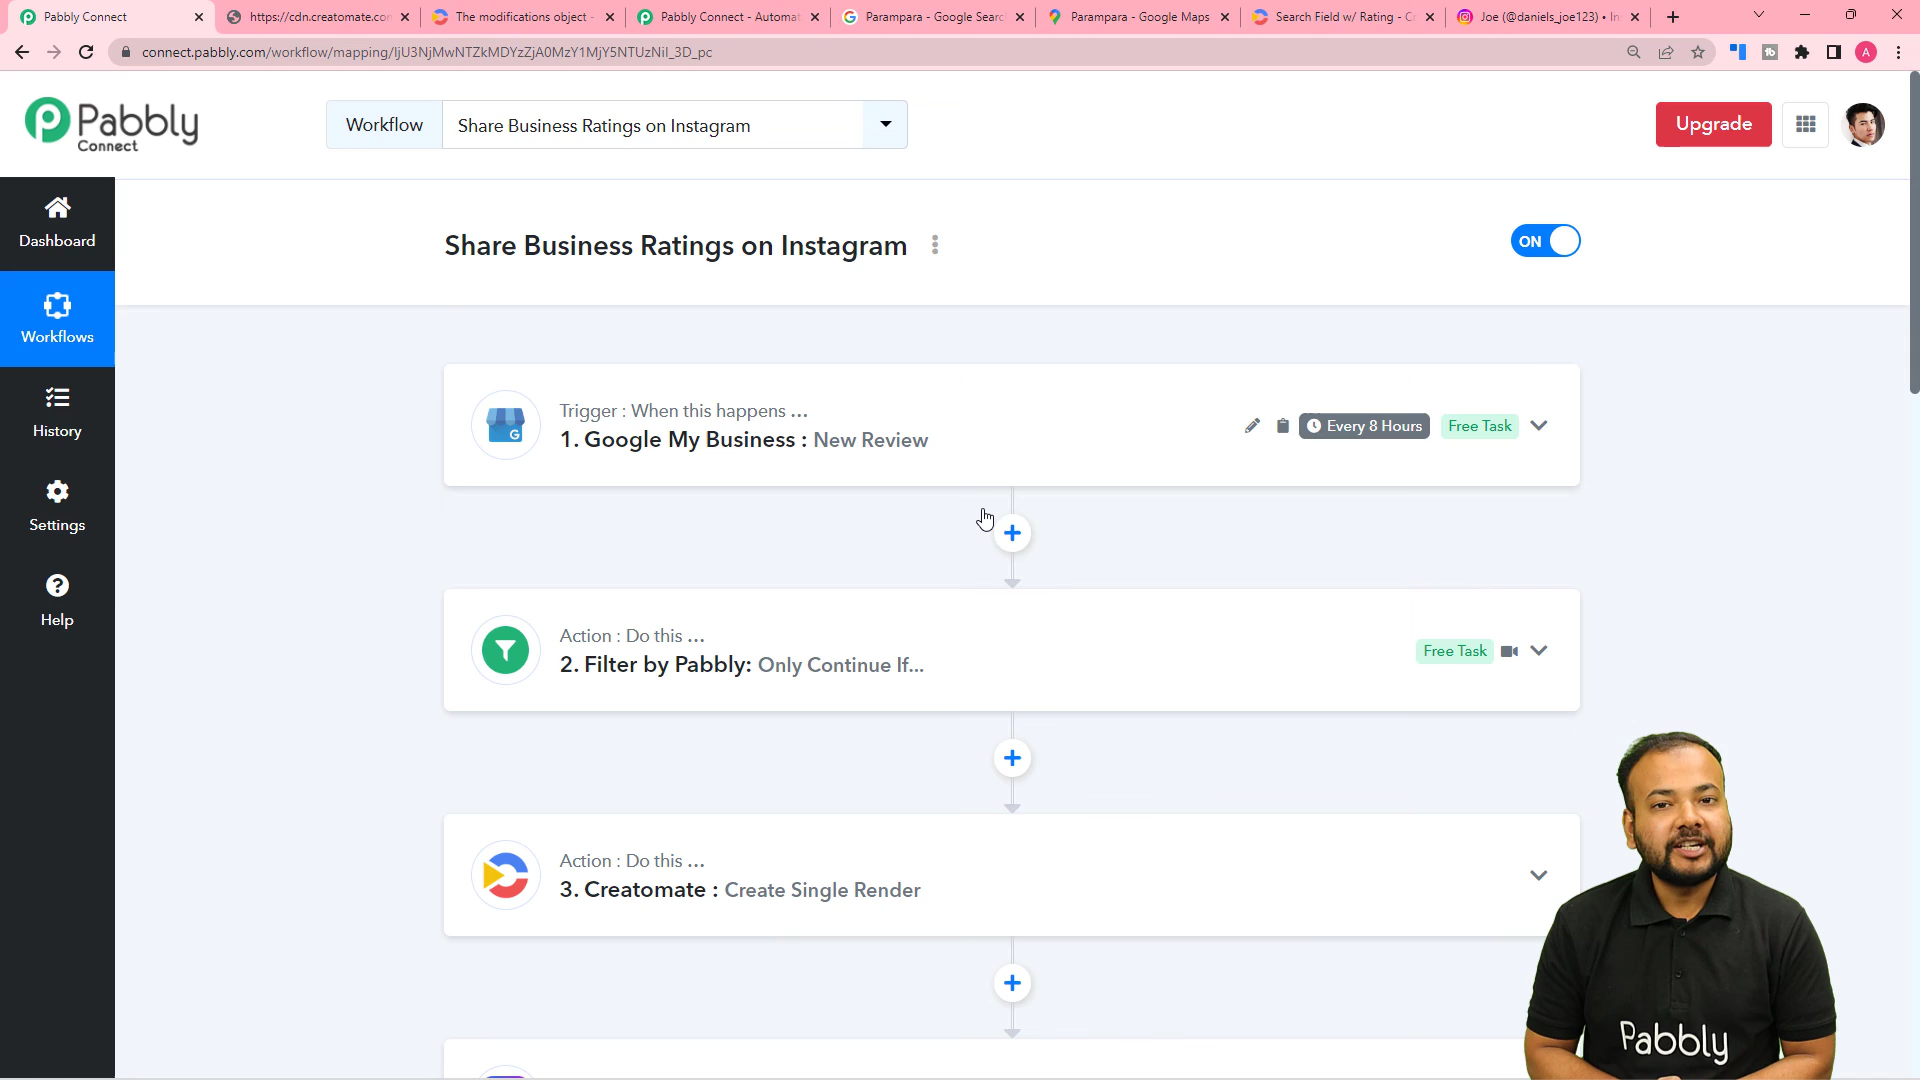 Pabbly Connect
https://cdn.creatomate.co
The modifications object -
Pabbly Connect - Automat
Parampara - Google Searc
Parampara - Google Maps
Search Field w/ Rating - C
Joe (@daniels_joe123) • In
connect.pabbly.com/workflow/mapping/IjU3NjMwNTZkMDYzZjA0MzY1MjY5NTUzNiI_3D_pc
A
Pabbly
Connect
Workflow
Share Business Ratings on Instagram
Upgrade
Dashboard
Workflows
History
Settings
Help
Share Business Ratings on Instagram
ON
Trigger : When this happens ...
1. Google My Business : New Review
Every 8 Hours
Free Task
Action : Do this ...
2. Filter by Pabbly: Only Continue If...
Free Task
Action : Do this ...
3. Creatomate : Create Single Render
Pabbly